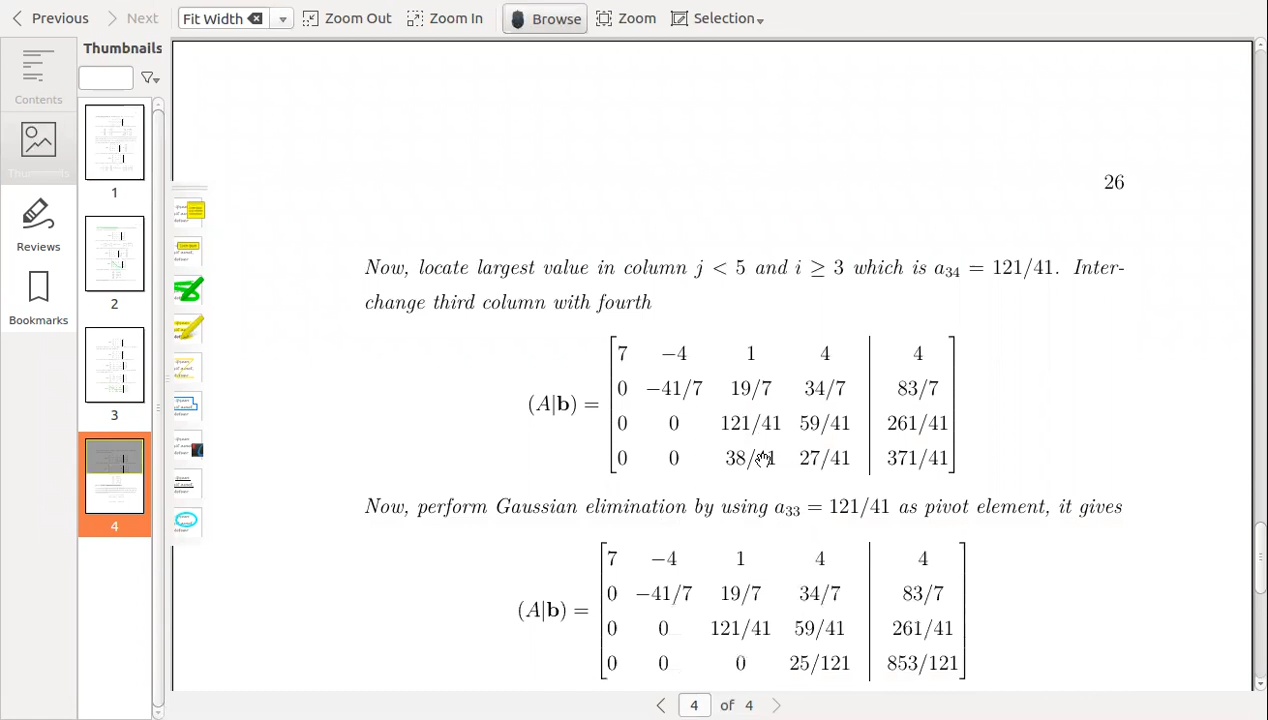 Previous Next Fit Width Zoom Out Zoom In Browse Zoom Selection
Thumbnails
Contents
Thumbnails
Reviews
Bookmarks
1
2
3
4
26
Now, locate largest value in column j < 5 and i ≥ 3 which is a₃₄ = 121/41. Inter-
change third column with fourth
7 −4 1 4 | 4
0 −41/7 19/7 34/7 | 83/7
(A|b) =
0 0 121/41 59/41 | 261/41
0 0 38/41 27/41 | 371/41
Now, perform Gaussian elimination by using a₃₃ = 121/41 as pivot element, it gives
7 −4 1 4 | 4
0 −41/7 19/7 34/7 | 83/7
(A|b) =
0 0 121/41 59/41 | 261/41
0 0 0 25/121 | 853/121
4 of 4